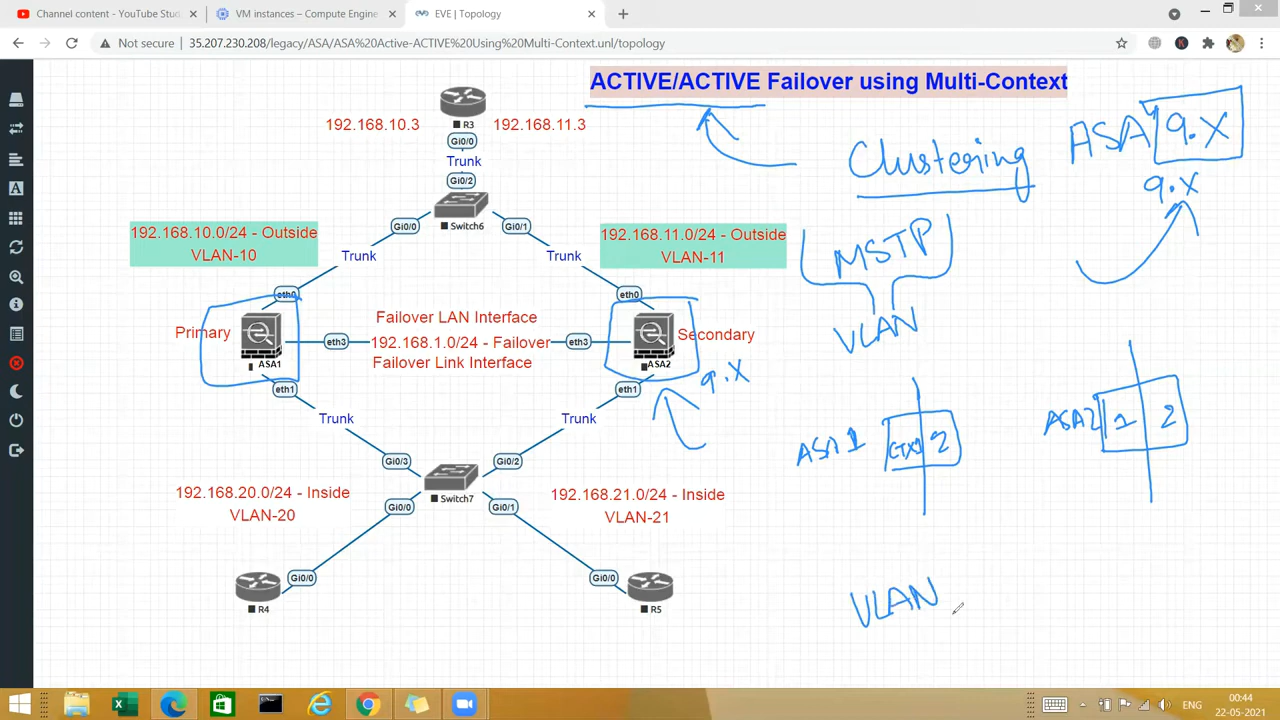 Channel content - YouTube Stud
VM instances – Compute Engine
EVE | Topology
Not secure | 35.207.230.208/legacy/ASA/ASA%20Active-ACTIVE%20Using%20Multi-Context.unl/topology
ACTIVE/ACTIVE Failover using Multi-Context
R3
192.168.10.3
192.168.11.3
Gi0/0
Trunk
Gi0/2
Switch6
Gi0/0
Gi0/1
192.168.10.0/24 - Outside
VLAN-10
192.168.11.0/24 - Outside
VLAN-11
Trunk
Trunk
eth0
eth0
Primary
Failover LAN Interface
Secondary
eth3
192.168.1.0/24 - Failover
eth3
Failover Link Interface
ASA1
ASA2
eth1
eth1
Trunk
Trunk
Gi0/3
Gi0/2
192.168.20.0/24 - Inside
VLAN-20
Switch7
192.168.21.0/24 - Inside
VLAN-21
Gi0/0
Gi0/1
Gi0/0
Gi0/0
R4
R5
Clustering
ASA 9.X
9.X
MSTP
VLAN
9.X
ASA 1
CTX1 2
ASA2 1 2
VLAN
ENG
00:44
22-05-2021